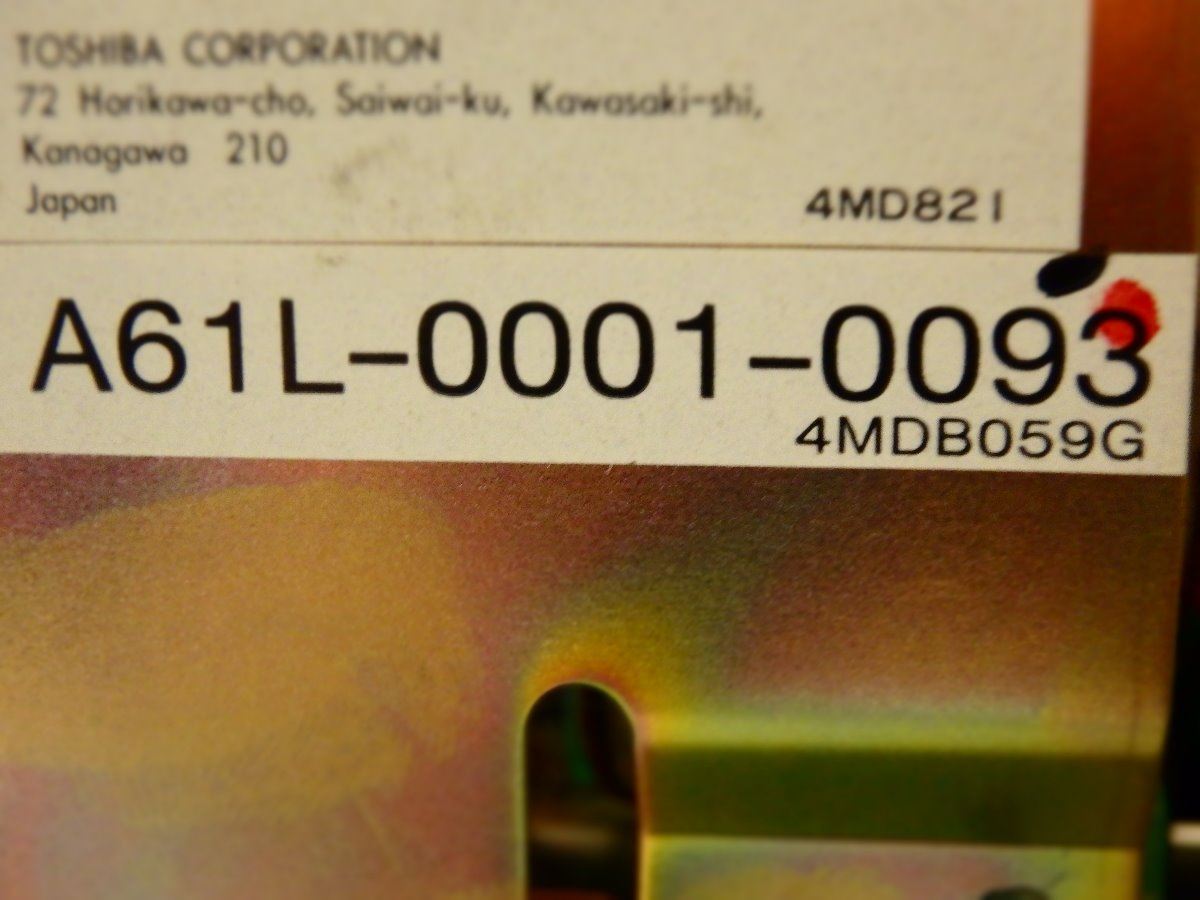 TOSHIBA CORPORATION
72 Horikawa-cho, Saiwai-ku, Kawasaki-shi,
Kanagawa 210
Japan
4MD821
A61L-0001-0093
4MDB059G